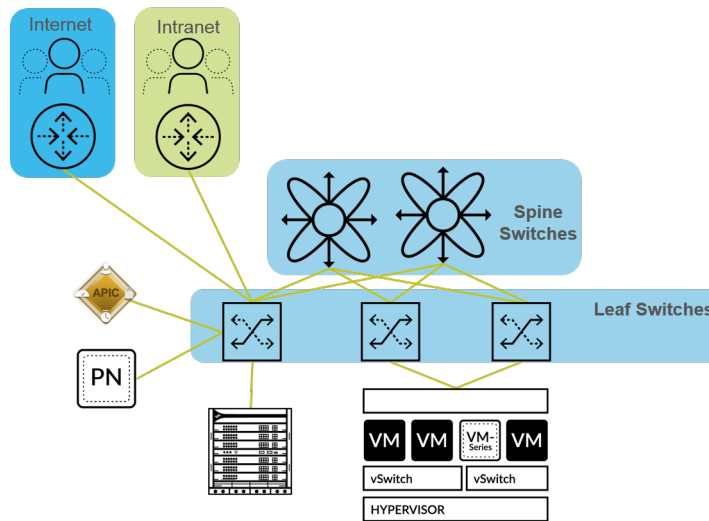 Internet
Intranet
Spine
Switches
APIC
Leaf Switches
PN
VM
VM
VM-
Series
VM
vSwitch
vSwitch
HYPERVISOR